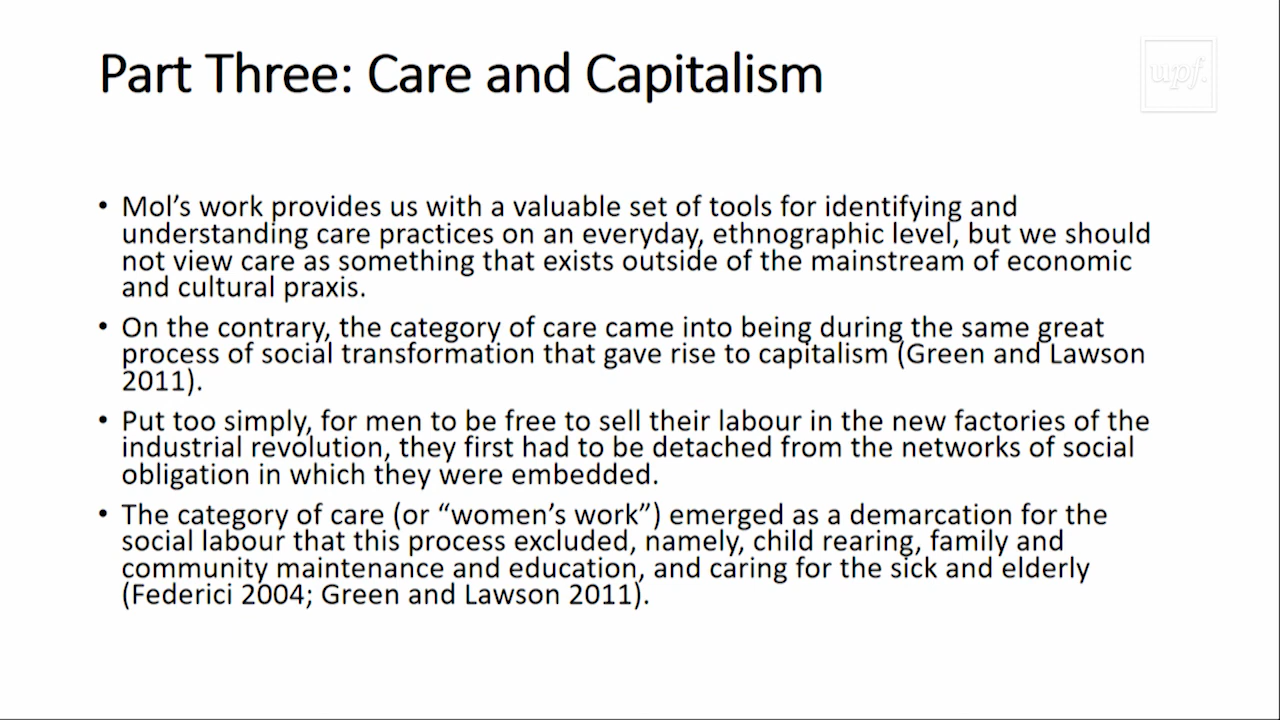 Part Three: Care and Capitalism
upf.
• Mol’s work provides us with a valuable set of tools for identifying and
understanding care practices on an everyday, ethnographic level, but we should
not view care as something that exists outside of the mainstream of economic
and cultural praxis.
• On the contrary, the category of care came into being during the same great
process of social transformation that gave rise to capitalism (Green and Lawson
2011).
• Put too simply, for men to be free to sell their labour in the new factories of the
industrial revolution, they first had to be detached from the networks of social
obligation in which they were embedded.
• The category of care (or “women’s work”) emerged as a demarcation for the
social labour that this process excluded, namely, child rearing, family and
community maintenance and education, and caring for the sick and elderly
(Federici 2004; Green and Lawson 2011).